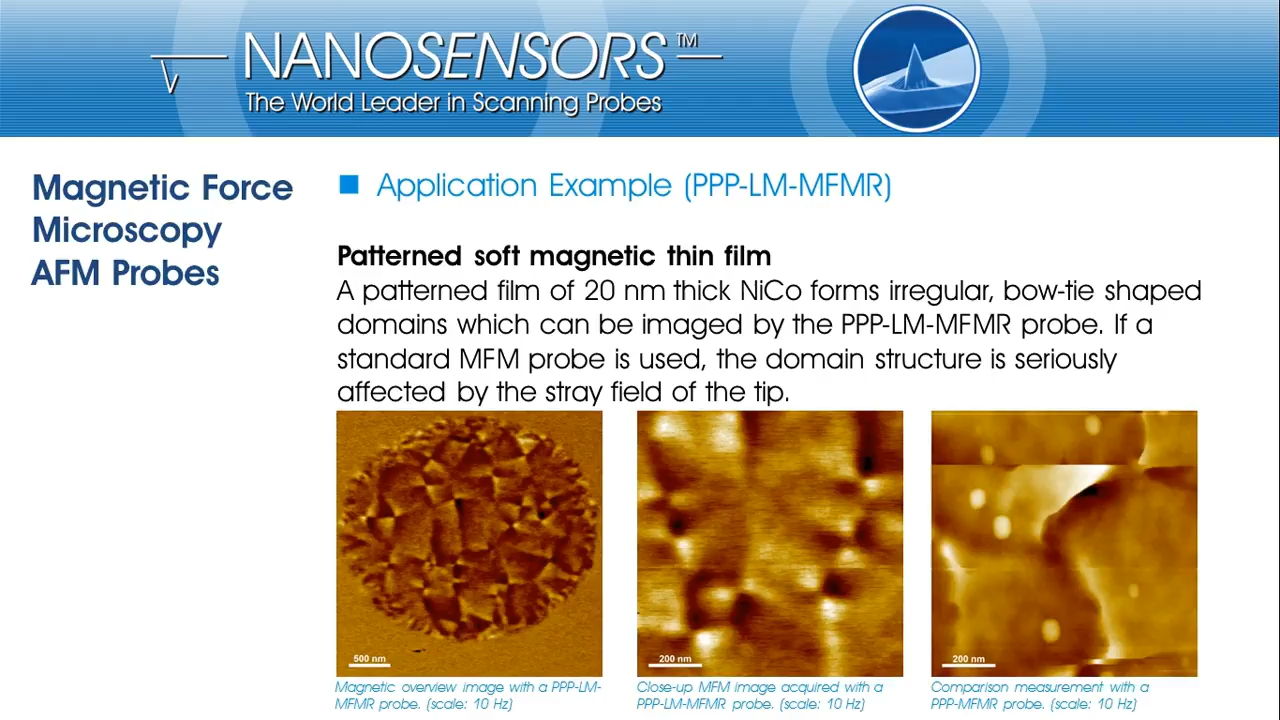 NANOSENSORS™
The World Leader in Scanning Probes
Magnetic Force
Microscopy
AFM Probes
■ Application Example (PPP-LM-MFMR)
Patterned soft magnetic thin film
A patterned film of 20 nm thick NiCo forms irregular, bow-tie shaped
domains which can be imaged by the PPP-LM-MFMR probe. If a
standard MFM probe is used, the domain structure is seriously
affected by the stray field of the tip.
500 nm
200 nm
200 nm
Magnetic overview image with a PPP-LM-
MFMR probe. (scale: 10 Hz)
Close-up MFM image acquired with a
PPP-LM-MFMR probe. (scale: 10 Hz)
Comparison measurement with a
PPP-MFMR probe. (scale: 10 Hz)